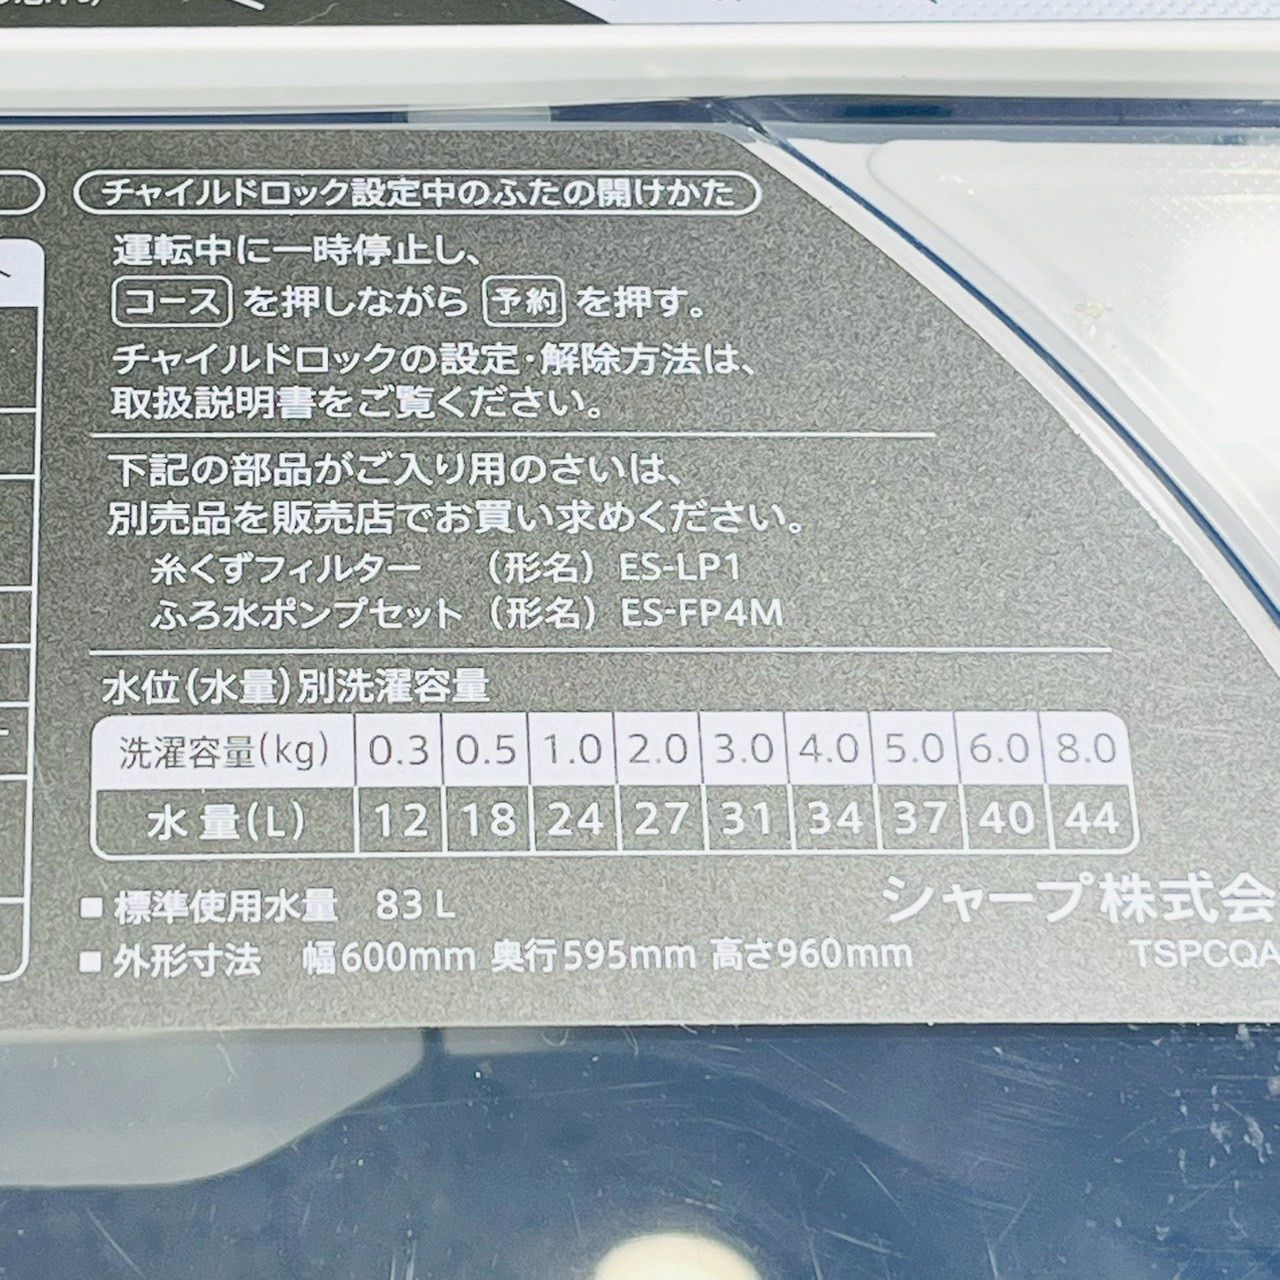 チャイルドロック設定中のふたの開けかた
運転中に一時停止し、
コース を押しながら 予約 を押す。
チャイルドロックの設定・解除方法は、
取扱説明書をご覧ください。
下記の部品がご入り用のさいは、
別売品を販売店でお買い求めください。
糸くずフィルター (形名) ES-LP1
ふろ水ポンプセット (形名) ES-FP4M
水位(水量)別洗濯容量
洗濯容量(kg) 0.3 0.5 1.0 2.0 3.0 4.0 5.0 6.0 8.0
水量(L) 12 18 24 27 31 34 37 40 44
■ 標準使用水量 83 L
■ 外形寸法 幅600mm 奥行595mm 高さ960mm
シャープ株式会
TSPCQA